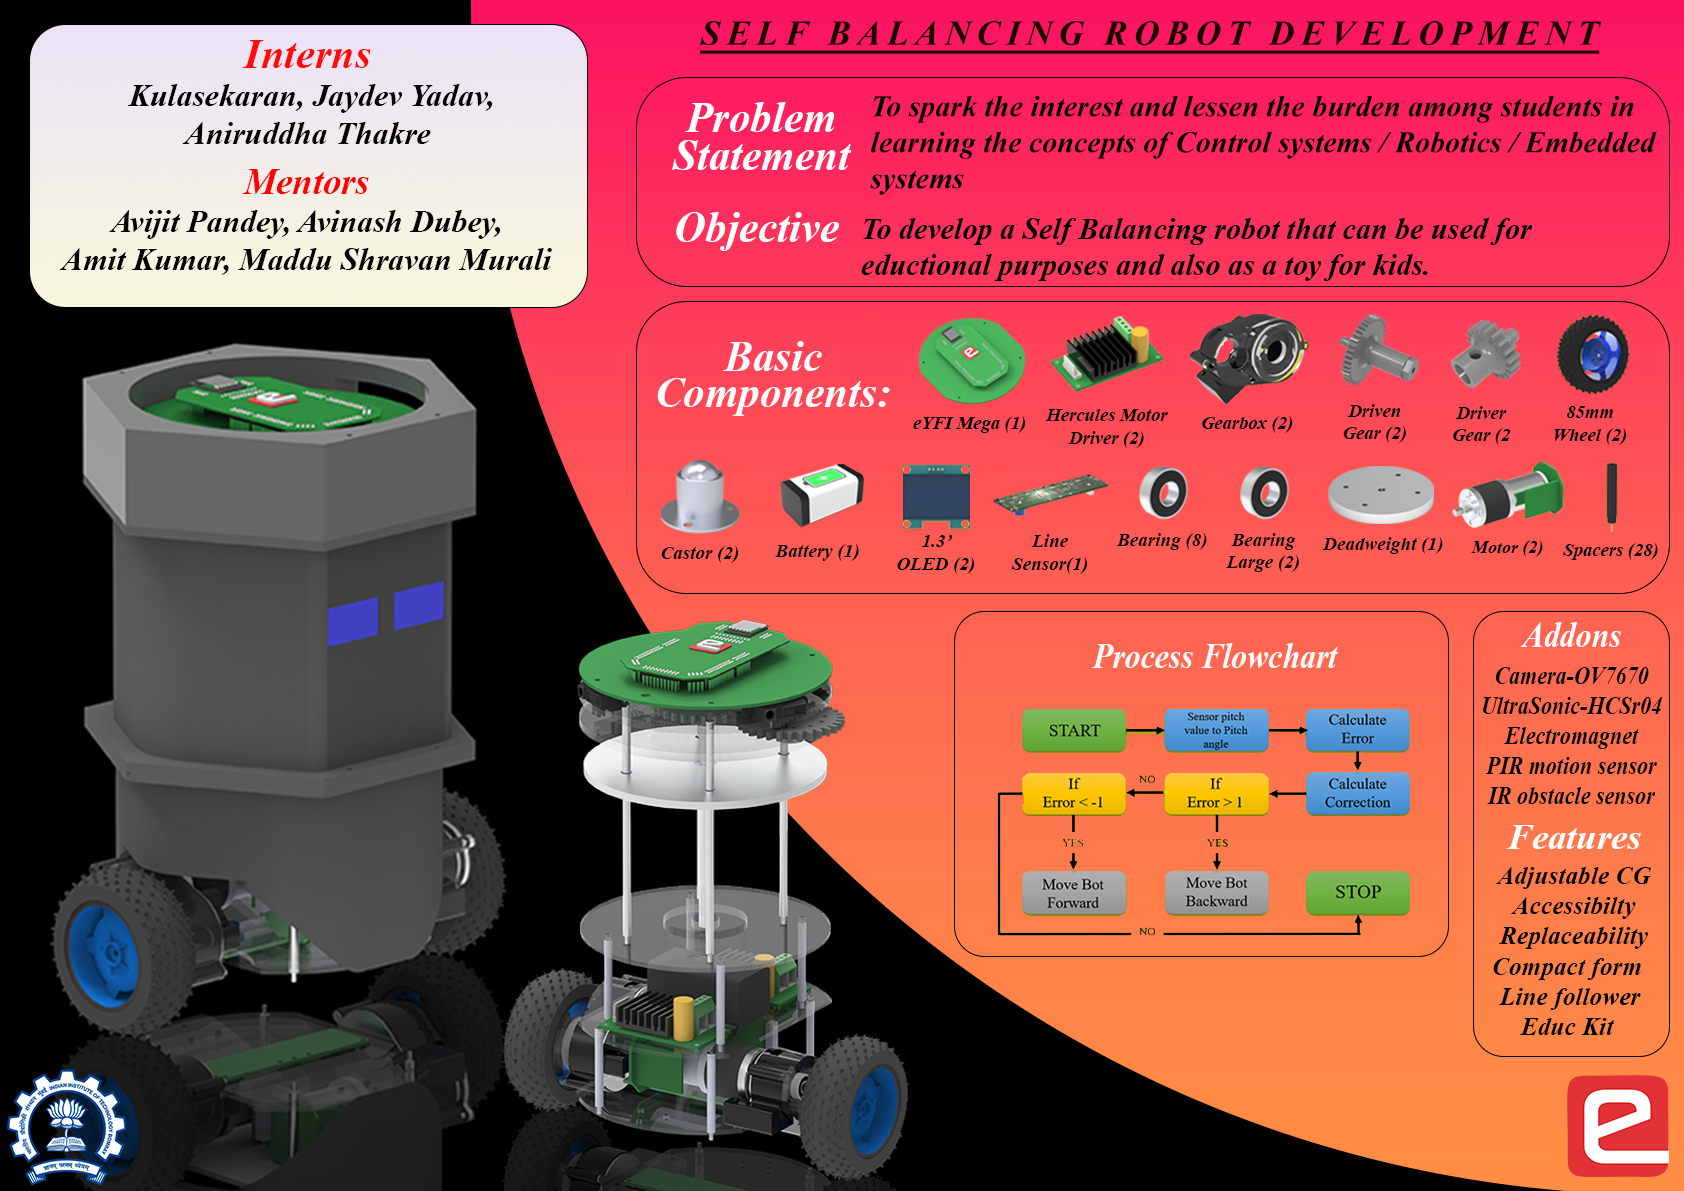 Interns
Kulasekaran, Jaydev Yadav,
Aniruddha Thakre
Mentors
Avijit Pandey, Avinash Dubey,
Amit Kumar, Maddu Shravan Murali
SELF BALANCING ROBOT DEVELOPMENT
Problem
Statement
To spark the interest and lessen the burden among students in
learning the concepts of Control systems / Robotics / Embedded
systems
Objective
To develop a Self Balancing robot that can be used for
eductional purposes and also as a toy for kids.
Basic
Components:
eYFI Mega (1)
Hercules Motor
Driver (2)
Gearbox (2)
Driven
Gear (2)
Driver
Gear (2
85mm
Wheel (2)
Castor (2)
Battery (1)
1.3’
OLED (2)
Line
Sensor(1)
Bearing (8)
Bearing
Large (2)
Deadweight (1)
Motor (2)
Spacers (28)
Process Flowchart
START
Sensor pitch
value to Pitch
angle
Calculate
Error
If
Error < -1
NO
If
Error > 1
Calculate
Correction
YES
YES
Move Bot
Forward
Move Bot
Backward
STOP
NO
Addons
Camera-OV7670
UltraSonic-HCSr04
Electromagnet
PIR motion sensor
IR obstacle sensor
Features
Adjustable CG
Accessibilty
Replaceability
Compact form
Line follower
Educ Kit
INDIAN INSTITUTE OF TECHNOLOGY BOMBAY
ज्ञानम् परमम् ध्येयम्
e